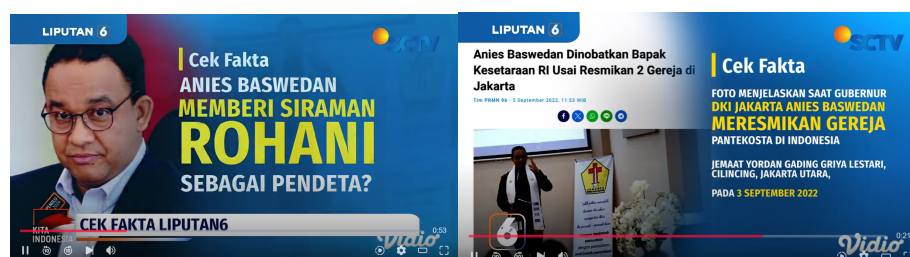 LIPUTAN 6
SCTV
Cek Fakta
ANIES BASWEDAN
MEMBERI SIRAMAN
ROHANI
SEBAGAI PENDETA?
KITA
INDONESIA
CEK FAKTA LIPUTAN6
0:53
Vidio
LIPUTAN 6
SCTV
Anies Baswedan Dinobatkan Bapak
Kesetaraan RI Usai Resmikan 2 Gereja di
Jakarta
Tim PRMN 06 - 5 September 2022, 11:53 WIB
Cek Fakta
FOTO MENJELASKAN SAAT GUBERNUR
DKI JAKARTA ANIES BASWEDAN
MERESMIKAN GEREJA
PANTEKOSTA DI INDONESIA
JEMAAT YORDAN GADING GRIYA LESTARI,
CILINCING, JAKARTA UTARA,
PADA 3 SEPTEMBER 2022
6
0:21
Vidio